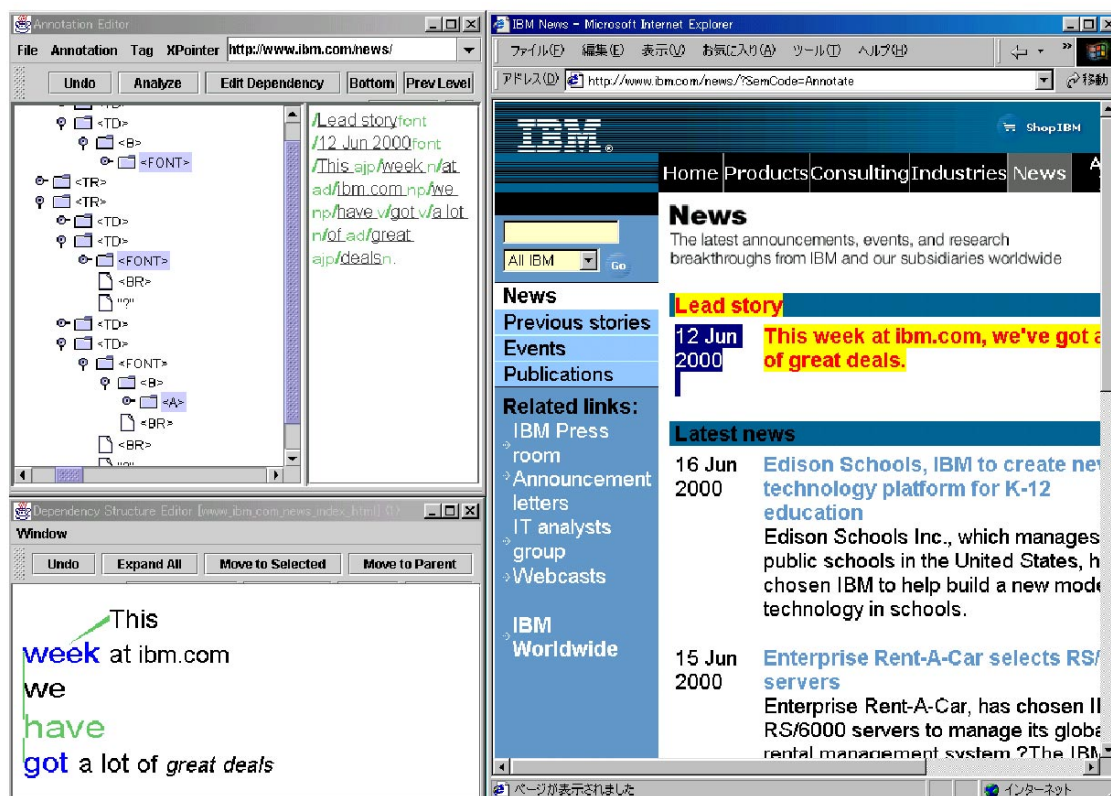 Annotation Editor
File Annotation Tag XPointer http://www.ibm.com/news/
Undo Analyze Edit Dependency Bottom Prev Level
<TD>
<B>
<FONT>
<TR>
<TR>
<TD>
<TD>
<FONT>
<BR>
"?"
<TD>
<TD>
<FONT>
<B>
<A>
<BR>
<BR>
/Lead storyfont
/12 Jun 2000font
/This ajp/week n/at
ad/ibm.com np/we
np/have v/got v/a lot
n/of ad/great
ajp/dealsn.
Dependency Structure Editor
Window
Undo Expand All Move to Selected Move to Parent
This
week at ibm.com
we
have
got a lot of great deals
IBM News - Microsoft Internet Explorer
ファイル(F) 編集(E) 表示(V) お気に入り(A) ツール(T) ヘルプ(H) »
アドレス(D) http://www.ibm.com/news/?SemCode=Annotate 移動
IBM
ShopIBM
Home Products Consulting Industries News
All IBM Go
News
Previous stories
Events
Publications
Related links:
IBM Press
room
Announcement
letters
IT analysts
group
Webcasts
IBM
Worldwide
News
The latest announcements, events, and research
breakthroughs from IBM and our subsidiaries worldwide
Lead story
12 Jun
2000
This week at ibm.com, we've got a
of great deals.
Latest news
16 Jun
2000
Edison Schools, IBM to create new
technology platform for K-12
education
Edison Schools Inc., which manages
public schools in the United States, h
chosen IBM to help build a new mode
technology in schools.
15 Jun
2000
Enterprise Rent-A-Car selects RS/
servers
Enterprise Rent-A-Car, has chosen IB
RS/6000 servers to manage its globa
rental management system ?The IBM
ページが表示されました インターネット